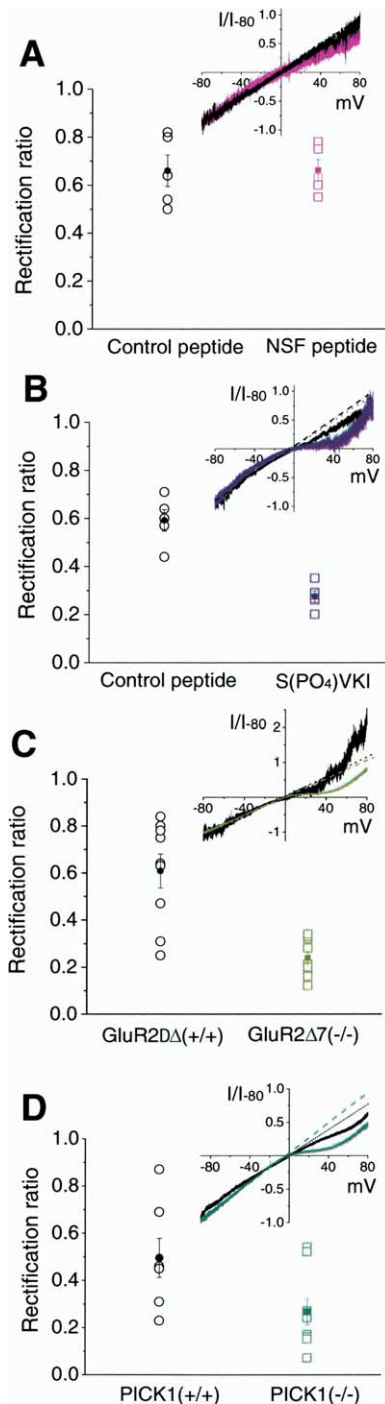 A
I/I-80
1.0
0.5
-80 -40 0 40 80
mV
-0.5
-1.0
Rectification ratio
1.0
0.8
0.6
0.4
0.2
0.0
Control peptide NSF peptide
B
I/I-80
1.0
0.5
-80 -40 40 80
mV
-0.5
-1.0
Rectification ratio
1.0
0.8
0.6
0.4
0.2
0.0
Control peptide S(PO4)VKI
C
I/I-80
2
1
-80 -40 0 40 80
mV
-1
Rectification ratio
1.0
0.8
0.6
0.4
0.2
0.0
GluR2DΔ(+/+) GluR2Δ7(-/-)
D
I/I-80
1.0
0.5
-80 -40 0 40 80
mV
-0.5
-1.0
Rectification ratio
1.0
0.8
0.6
0.4
0.2
0.0
PICK1(+/+) PICK1(-/-)